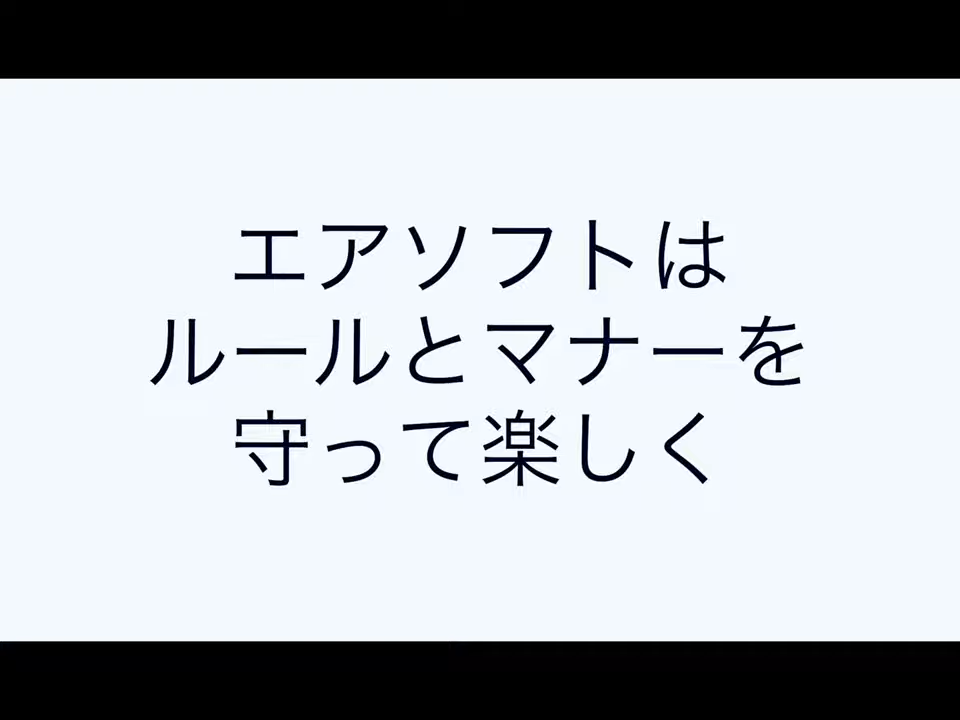 エアソフトは
ルールとマナーを
守って楽しく